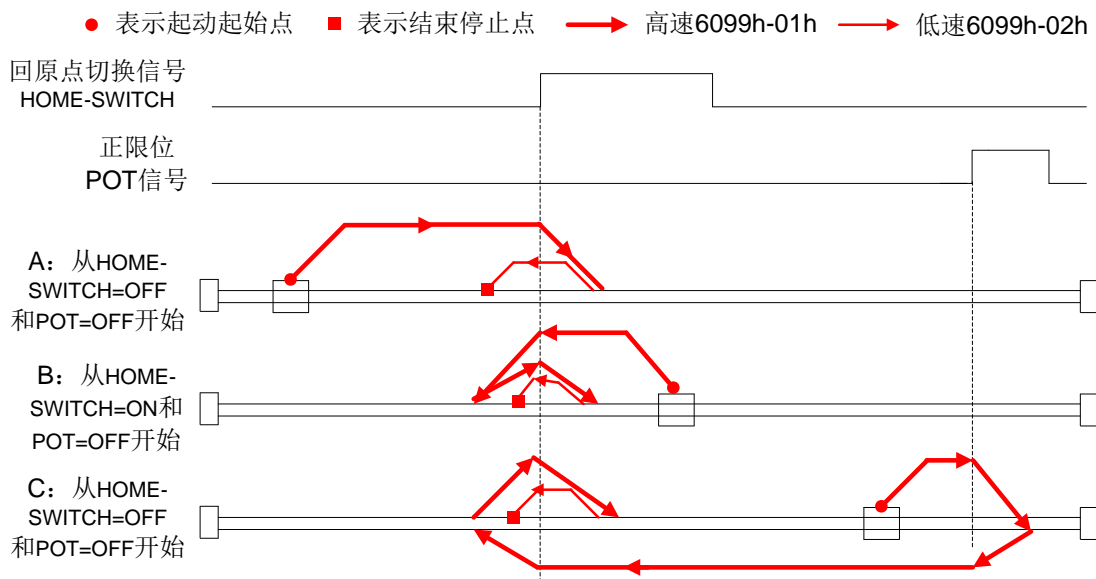 表示起动起始点 表示结束停止点 高速6099h-01h 低速6099h-02h
回原点切换信号
HOME-SWITCH
正限位
POT信号
A：从HOME-
SWITCH=OFF
和POT=OFF开始
B：从HOME-
SWITCH=ON和
POT=OFF开始
C：从HOME-
SWITCH=OFF
和POT=OFF开始